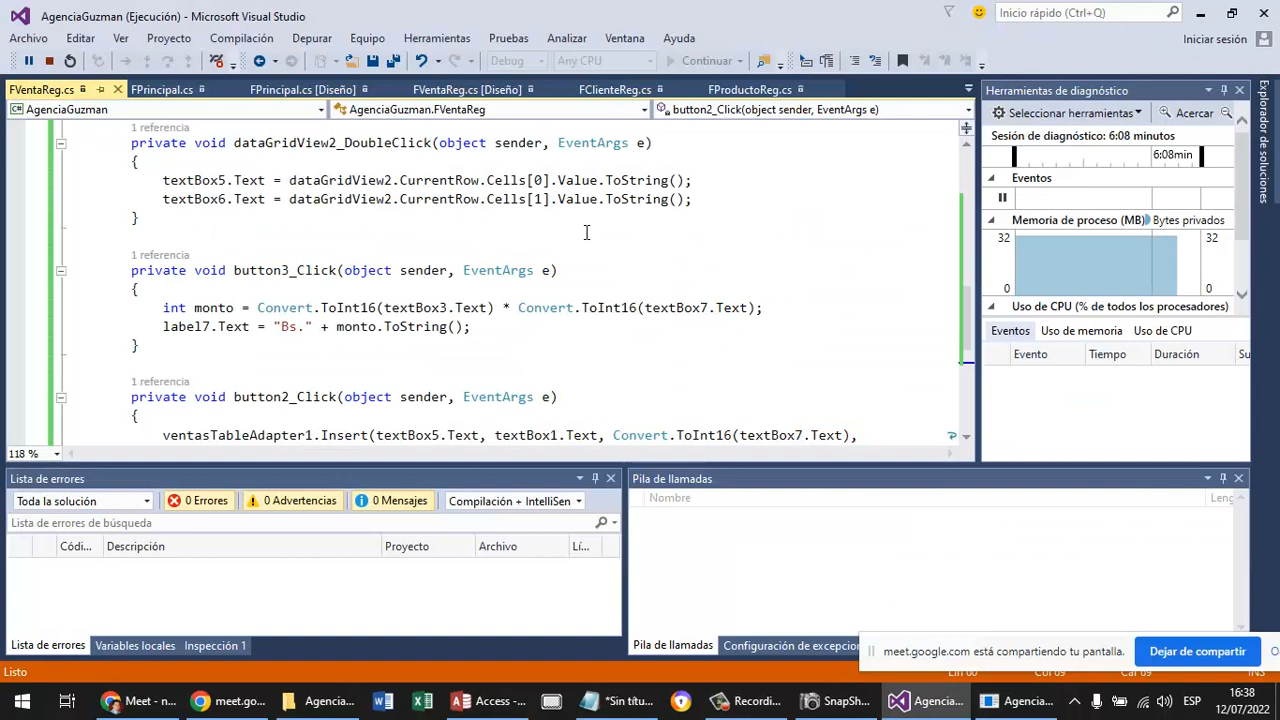 AgenciaGuzman (Ejecución) - Microsoft Visual Studio
Inicio rápido (Ctrl+Q)
Archivo Editar Ver Proyecto Compilación Depurar Equipo Herramientas Pruebas Analizar Ventana Ayuda
Iniciar sesión
Debug Any CPU Continuar
FVentaReg.cs FPrincipal.cs FPrincipal.cs [Diseño] FVentaReg.cs [Diseño] FClienteReg.cs FProductoReg.cs
AgenciaGuzman AgenciaGuzman.FVentaReg button2_Click(object sender, EventArgs e)
1 referencia
private void dataGridView2_DoubleClick(object sender, EventArgs e)
{
textBox5.Text = dataGridView2.CurrentRow.Cells[0].Value.ToString();
textBox6.Text = dataGridView2.CurrentRow.Cells[1].Value.ToString();
}
1 referencia
private void button3_Click(object sender, EventArgs e)
{
int monto = Convert.ToInt16(textBox3.Text) * Convert.ToInt16(textBox7.Text);
label7.Text = "Bs." + monto.ToString();
}
1 referencia
private void button2_Click(object sender, EventArgs e)
{
ventasTableAdapter1.Insert(textBox5.Text, textBox1.Text, Convert.ToInt16(textBox7.Text),
118 %
Herramientas de diagnóstico
Seleccionar herramientas Acercar
Sesión de diagnóstico: 6:08 minutos
6:08min
Eventos
Memoria de proceso (MB) Bytes privados
32 32
0 0
Uso de CPU (% de todos los procesadores)
Eventos Uso de memoria Uso de CPU
Evento Tiempo Duración Su
Explorador de servidores
Lista de errores
Toda la solución 0 Errores 0 Advertencias 0 Mensajes Compilación + IntelliSen
Lista de errores de búsqueda
Códi... Descripción Proyecto Archivo Lí...
Lista de errores Variables locales Inspección 1
Pila de llamadas
Nombre Leng
Pila de llamadas Configuración de excepcion
meet.google.com está compartiendo tu pantalla. Dejar de compartir
Listo
Meet - n... meet.go... Agencia... Access -... *Sin títu... Recordi... SnapSh... Agencia... Agencia...
ESP
16:38
12/07/2022